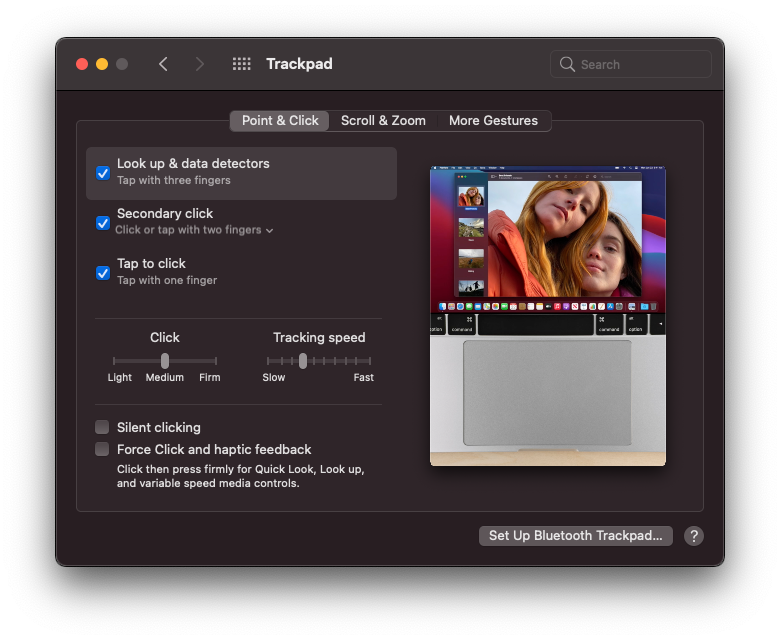 Trackpad
Search
Point & Click
Scroll & Zoom
More Gestures
Look up & data detectors
Tap with three fingers
Secondary click
Click or tap with two fingers
Tap to click
Tap with one finger
Click
Light
Medium
Firm
Tracking speed
Slow
Fast
Silent clicking
Force Click and haptic feedback
Click then press firmly for Quick Look, Look up,
and variable speed media controls.
option
command
command
option
Set Up Bluetooth Trackpad...
?